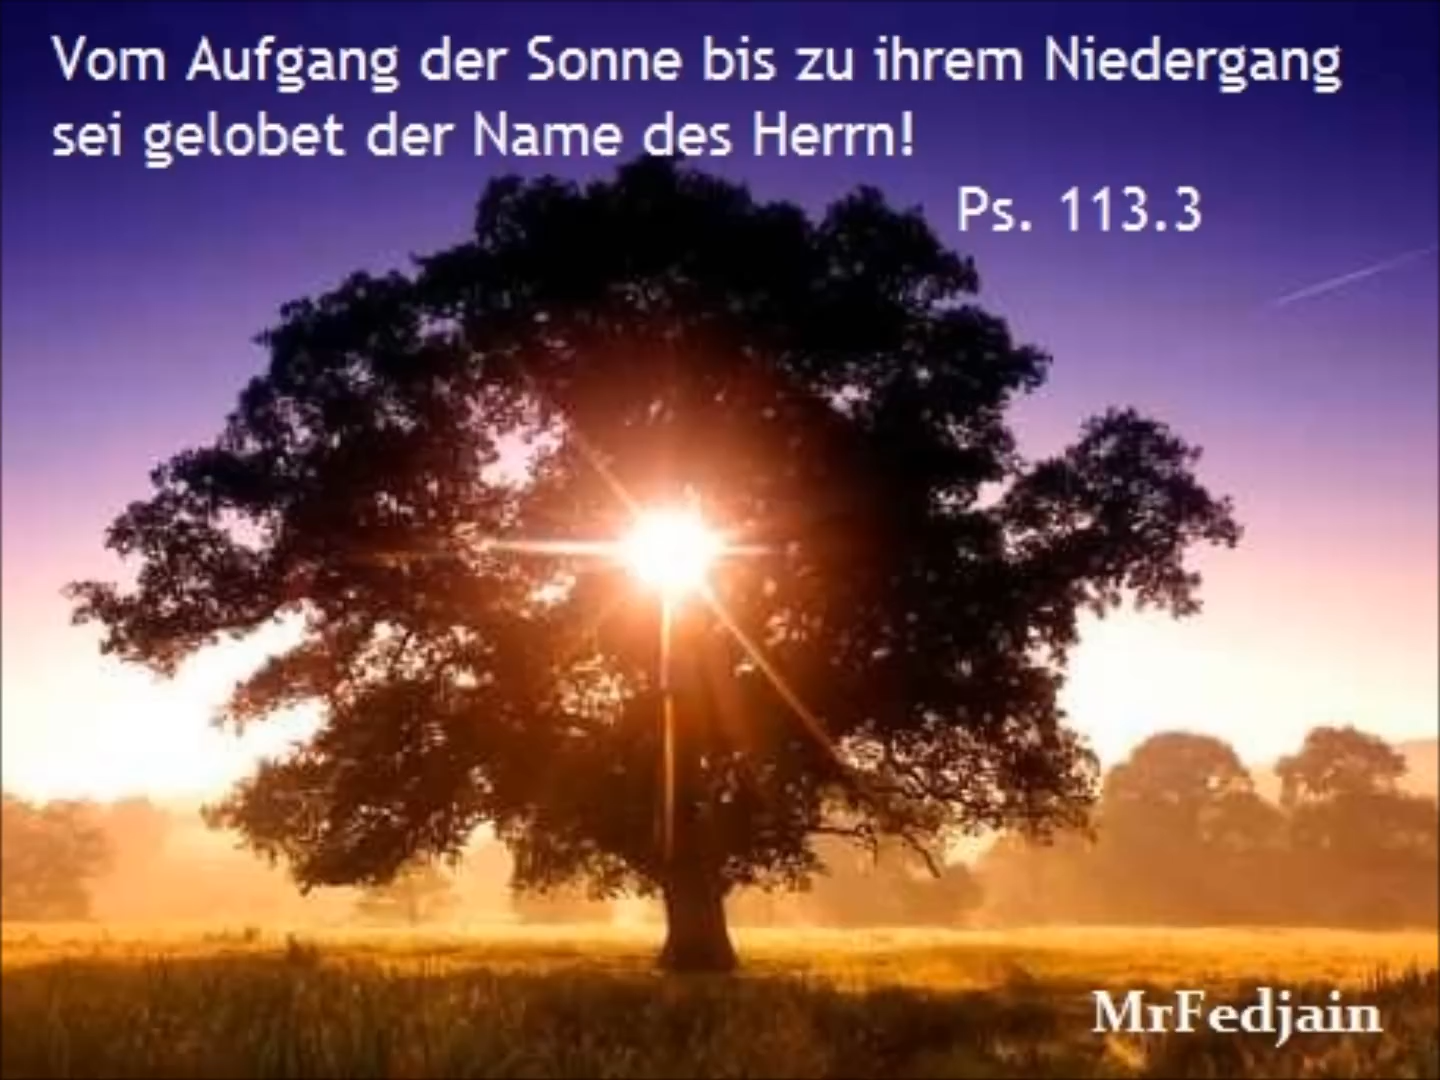 Vom Aufgang der Sonne bis zu ihrem Niedergang
sei gelobet der Name des Herrn!
Ps. 113.3
MrFedjain